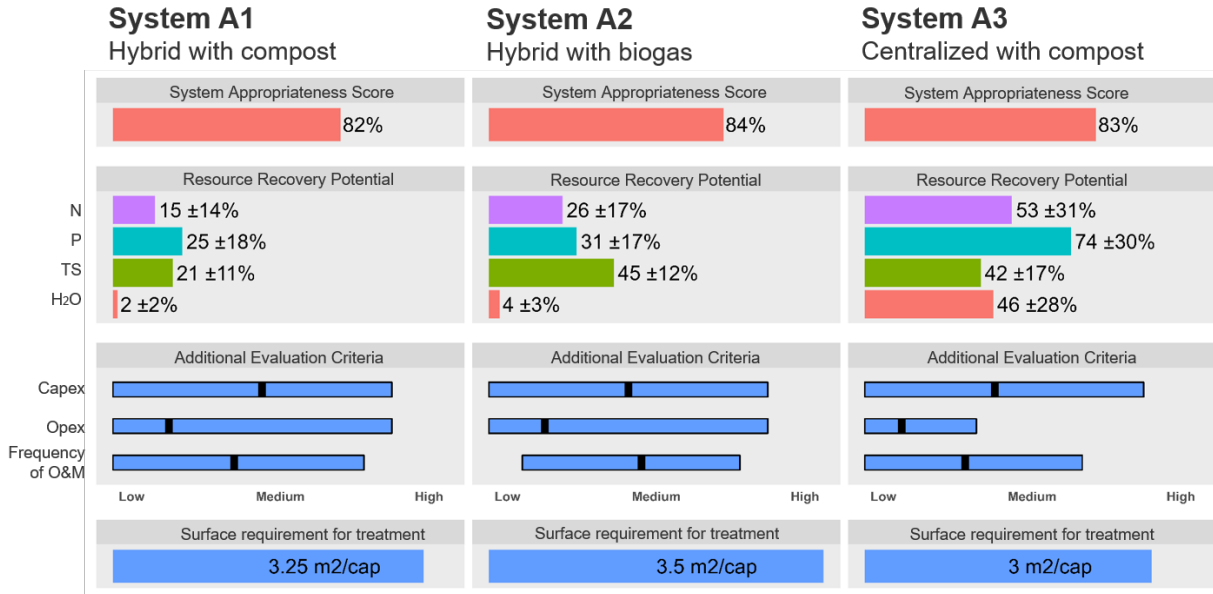 System A1
Hybrid with compost
System A2
Hybrid with biogas
System A3
Centralized with compost
System Appropriateness Score
82%
System Appropriateness Score
84%
System Appropriateness Score
83%
Resource Recovery Potential
Resource Recovery Potential
Resource Recovery Potential
N
15 ±14%
26 ±17%
53 ±31%
P
25 ±18%
31 ±17%
74 ±30%
TS
21 ±11%
45 ±12%
42 ±17%
H2O
2 ±2%
4 ±3%
46 ±28%
Additional Evaluation Criteria
Additional Evaluation Criteria
Additional Evaluation Criteria
Capex
Opex
Frequency
of O&M
Low Medium High
Low Medium High
Low Medium High
Surface requirement for treatment
3.25 m2/cap
Surface requirement for treatment
3.5 m2/cap
Surface requirement for treatment
3 m2/cap